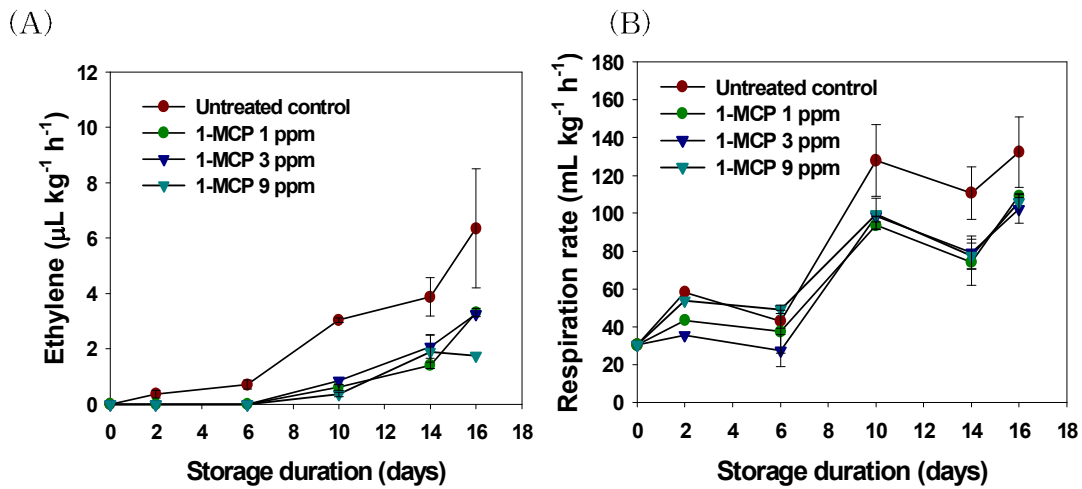 (A)
(B)
Ethylene (μL kg⁻¹ h⁻¹)
12
10
8
6
4
2
0
Untreated control
1-MCP 1 ppm
1-MCP 3 ppm
1-MCP 9 ppm
0 2 4 6 8 10 12 14 16 18
Storage duration (days)
Respiration rate (mL kg⁻¹ h⁻¹)
180
160
140
120
100
80
60
40
20
0
Untreated control
1-MCP 1 ppm
1-MCP 3 ppm
1-MCP 9 ppm
0 2 4 6 8 10 12 14 16 18
Storage duration (days)